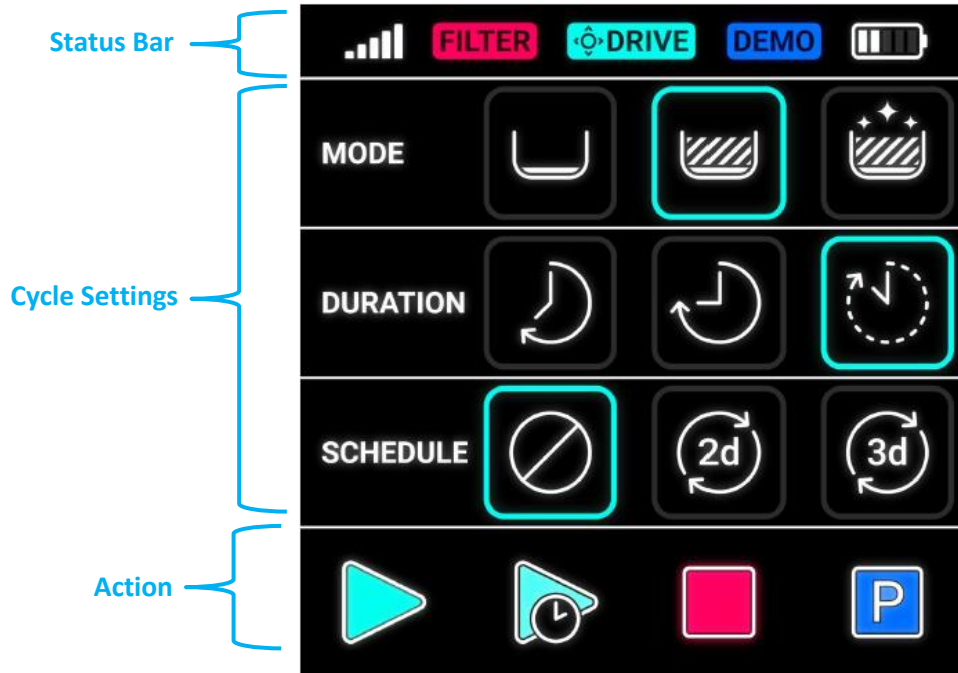 Status Bar
FILTER DRIVE DEMO
MODE
Cycle Settings
DURATION
SCHEDULE 2d 3d
Action
P